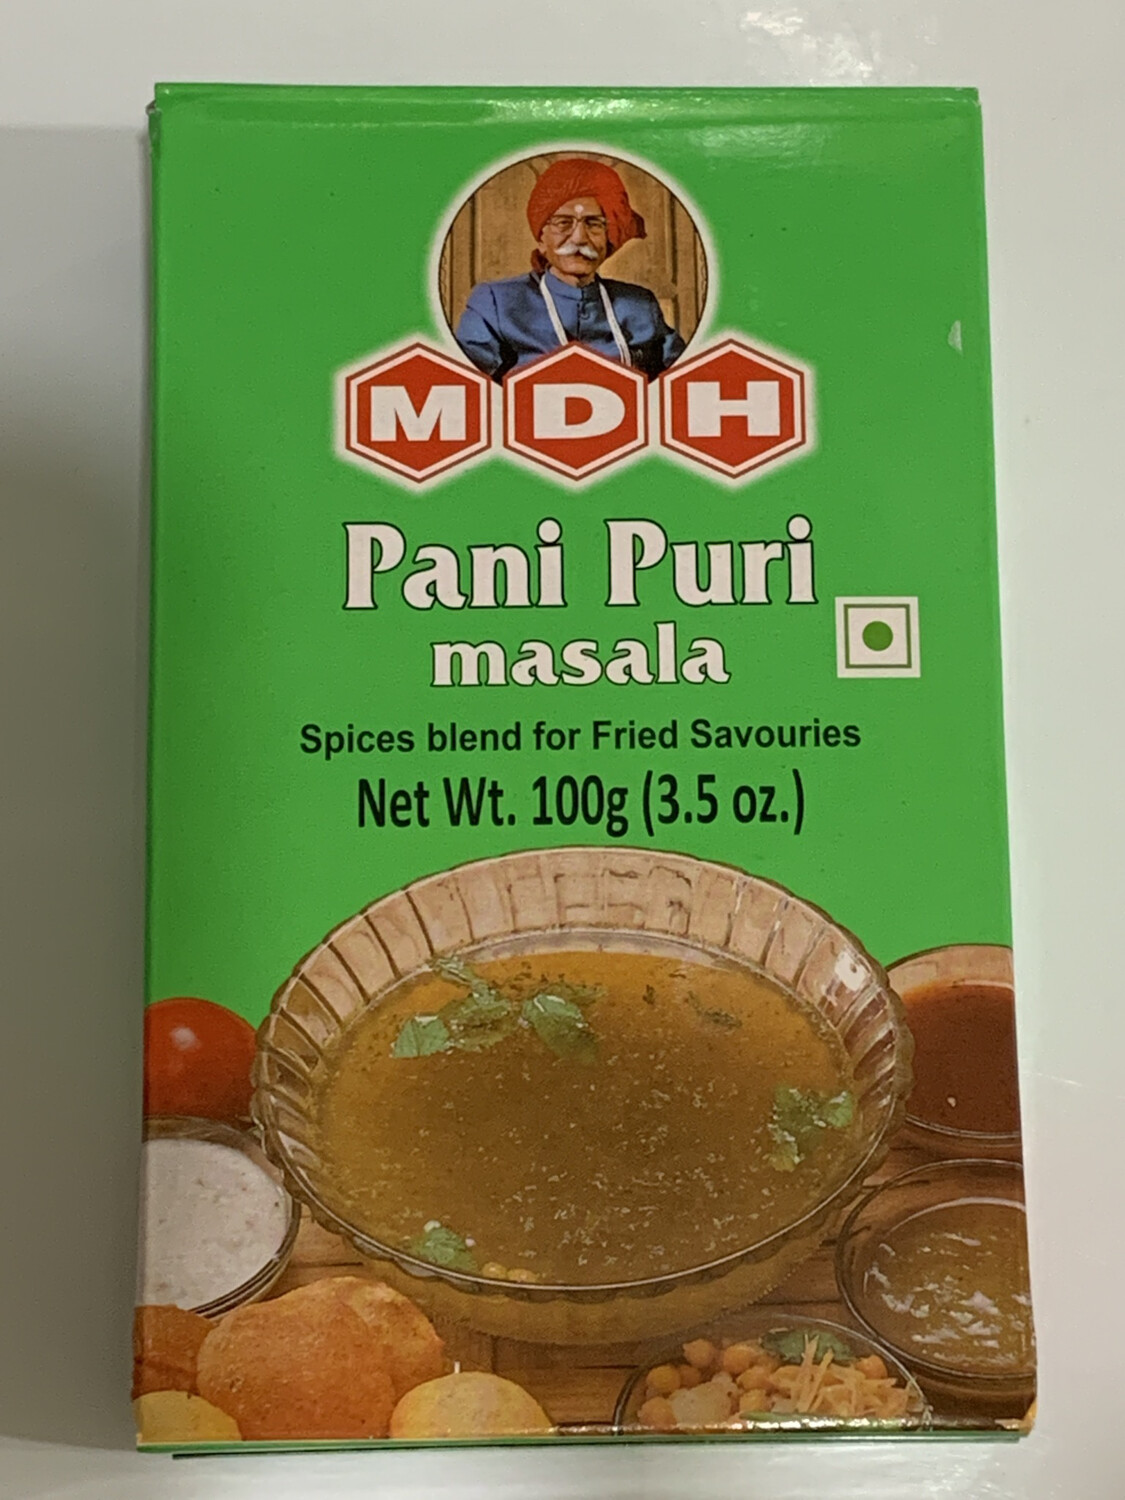 MDH
Pani Puri
masala
Spices blend for Fried Savouries
Net Wt. 100g (3.5 oz.)